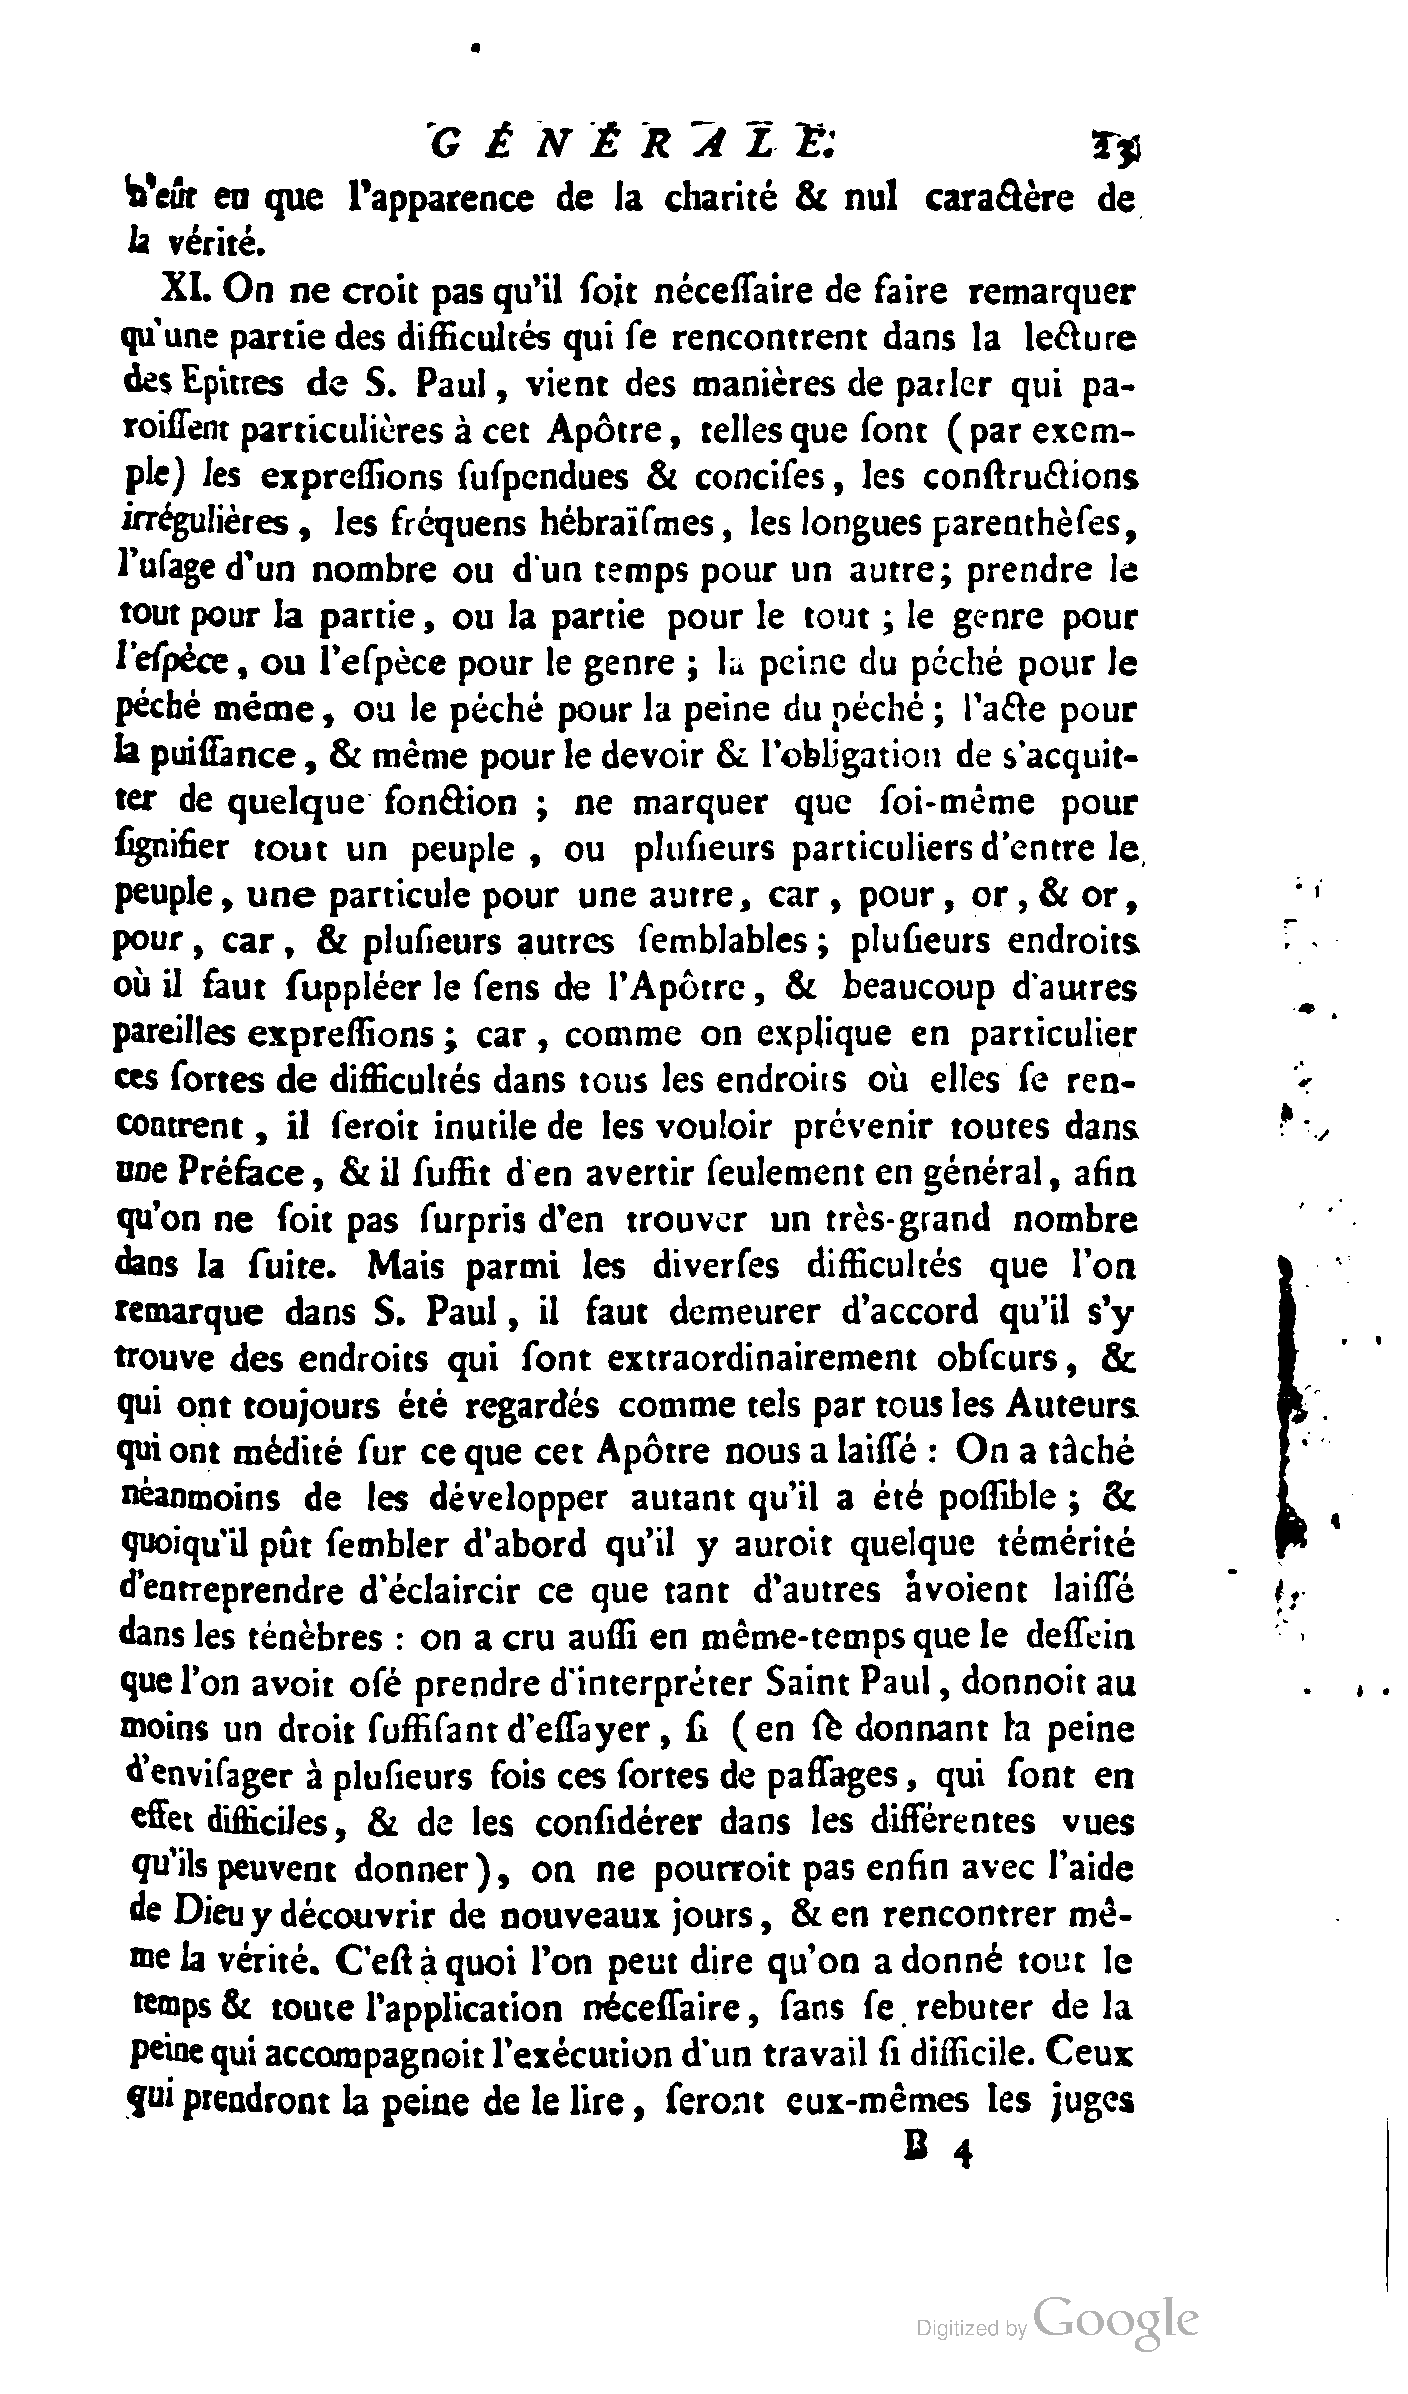 GÉNÉRALE. 23
n'eût eu que l'apparence de la charité & nul caractère de
la vérité.
XI. On ne croit pas qu'il ſoit néceſſaire de faire remarquer
qu'une partie des difficultés qui ſe rencontrent dans la lecture
des Epîtres de S. Paul, vient des manières de parler qui pa-
roiſſent particulières à cet Apôtre, telles que ſont (par exem-
ple) les expreſſions ſuſpendues & conciſes, les conſtructions
irrégulières, les fréquens hébraïſmes, les longues parenthèſes,
l'uſage d'un nombre ou d'un temps pour un autre; prendre le
tout pour la partie, ou la partie pour le tout; le genre pour
l'eſpèce, ou l'eſpèce pour le genre; la peine du péché pour le
péché même, ou le péché pour la peine du péché; l'acte pour
la puiſſance, & même pour le devoir & l'obligation de s'acquit-
ter de quelque fonction; ne marquer que ſoi-même pour
ſignifier tout un peuple, ou pluſieurs particuliers d'entre le
peuple, une particule pour une autre, car, pour, or, & or,
pour, car, & pluſieurs autres ſemblables; pluſieurs endroits
où il faut ſuppléer le ſens de l'Apôtre, & beaucoup d'autres
pareilles expreſſions; car, comme on explique en particulier
ces ſortes de difficultés dans tous les endroits où elles ſe ren-
contrent, il ſeroit inutile de les vouloir prévenir toutes dans
une Préface, & il ſuffit d'en avertir ſeulement en général, afin
qu'on ne ſoit pas ſurpris d'en trouver un très-grand nombre
dans la ſuite. Mais parmi les diverſes difficultés que l'on
remarque dans S. Paul, il faut demeurer d'accord qu'il s'y
trouve des endroits qui ſont extraordinairement obſcurs, &
qui ont toujours été regardés comme tels par tous les Auteurs
qui ont médité ſur ce que cet Apôtre nous a laiſſé : On a tâché
néanmoins de les développer autant qu'il a été poſſible; &
quoiqu'il pût ſembler d'abord qu'il y auroit quelque témérité
d'entreprendre d'éclaircir ce que tant d'autres avoient laiſſé
dans les ténèbres : on a cru auſſi en même-temps que le deſſein
que l'on avoit oſé prendre d'interpréter Saint Paul, donnoit au
moins un droit ſuffiſant d'eſſayer, ſi (en ſe donnant la peine
d'enviſager à pluſieurs fois ces ſortes de paſſages, qui ſont en
effet difficiles, & de les conſidérer dans les différentes vues
qu'ils peuvent donner), on ne pourroit pas enfin avec l'aide
de Dieu y découvrir de nouveaux jours, & en rencontrer mê-
me la vérité. C'eſt à quoi l'on peut dire qu'on a donné tout le
temps & toute l'application néceſſaire, ſans ſe rebuter de la
peine qui accompagnoit l'exécution d'un travail ſi difficile. Ceux
qui prendront la peine de le lire, ſeront eux-mêmes les juges
B 4
Digitized by Google